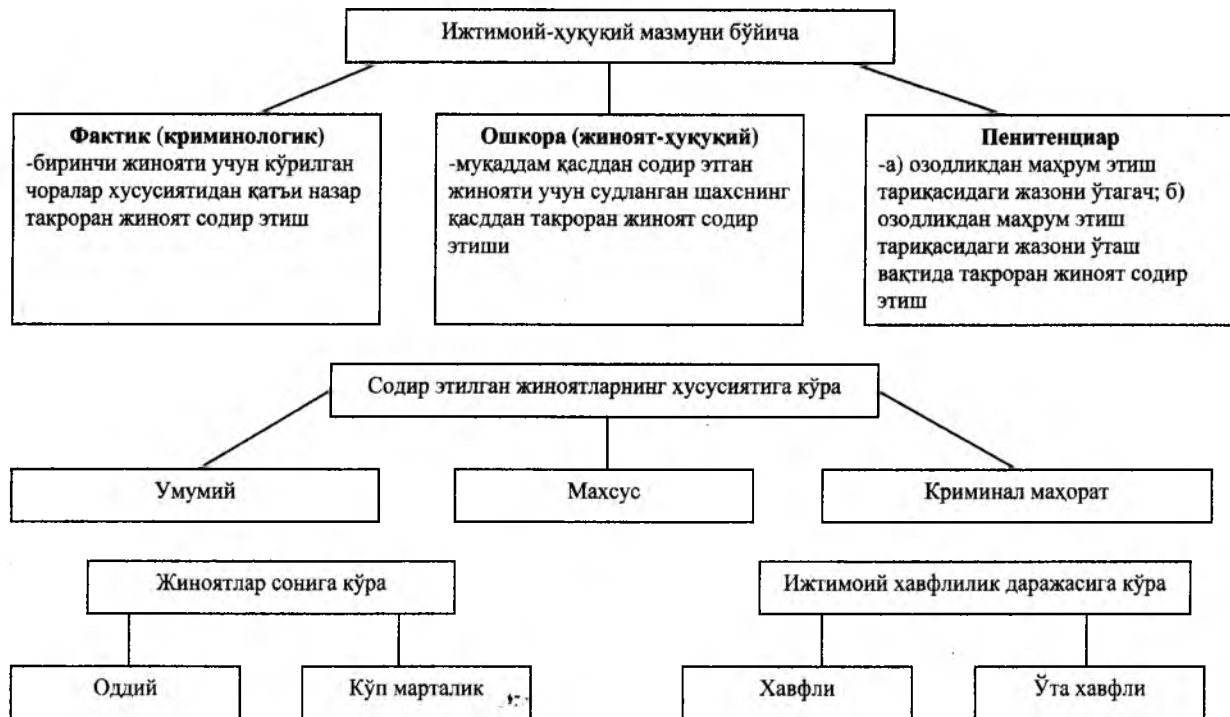 Ижтимоий-ҳуқуқий мазмуни бўйича
Фактик (криминологик)
-биринчи жинояти учун кўрилган
чоралар хусусиятидан қатъи назар
такроран жиноят содир этиш
Ошкора (жиноят-ҳуқуқий)
-муқаддам қасддан содир этган
жинояти учун судланган шахснинг
қасддан такроран жиноят содир
этиши
Пенитенциар
-а) озодликдан маҳрум этиш
тариқасидаги жазони ўтагач; б)
озодликдан маҳрум этиш
тариқасидаги жазони ўташ
вақтида такроран жиноят содир
этиш
Содир этилган жиноятларнинг хусусиятига кўра
Умумий
Махсус
Криминал маҳорат
Жиноятлар сонига кўра
Ижтимоий хавфлилик даражасига кўра
Оддий
Кўп марталик
Хавфли
Ўта хавфли